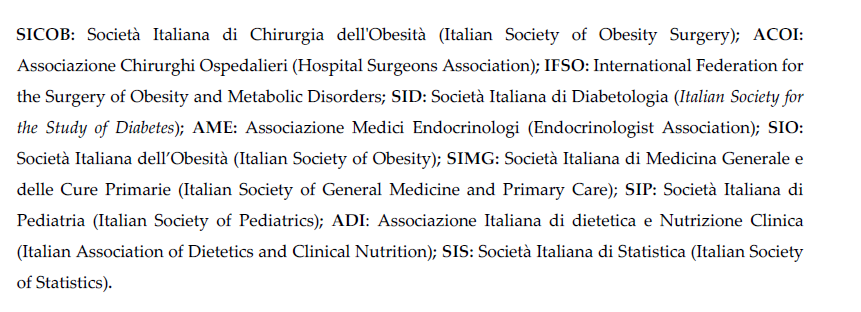 SICOB: Società Italiana di Chirurgia dell'Obesità (Italian Society of Obesity Surgery); ACOI:
Associazione Chirurghi Ospedalieri (Hospital Surgeons Association); IFSO: International Federation for
the Surgery of Obesity and Metabolic Disorders; SID: Società Italiana di Diabetologia (Italian Society for
the Study of Diabetes); AME: Associazione Medici Endocrinologi (Endocrinologist Association); SIO:
Società Italiana dell’Obesità (Italian Society of Obesity); SIMG: Società Italiana di Medicina Generale e
delle Cure Primarie (Italian Society of General Medicine and Primary Care); SIP: Società Italiana di
Pediatria (Italian Society of Pediatrics); ADI: Associazione Italiana di dietetica e Nutrizione Clinica
(Italian Association of Dietetics and Clinical Nutrition); SIS: Società Italiana di Statistica (Italian Society
of Statistics).